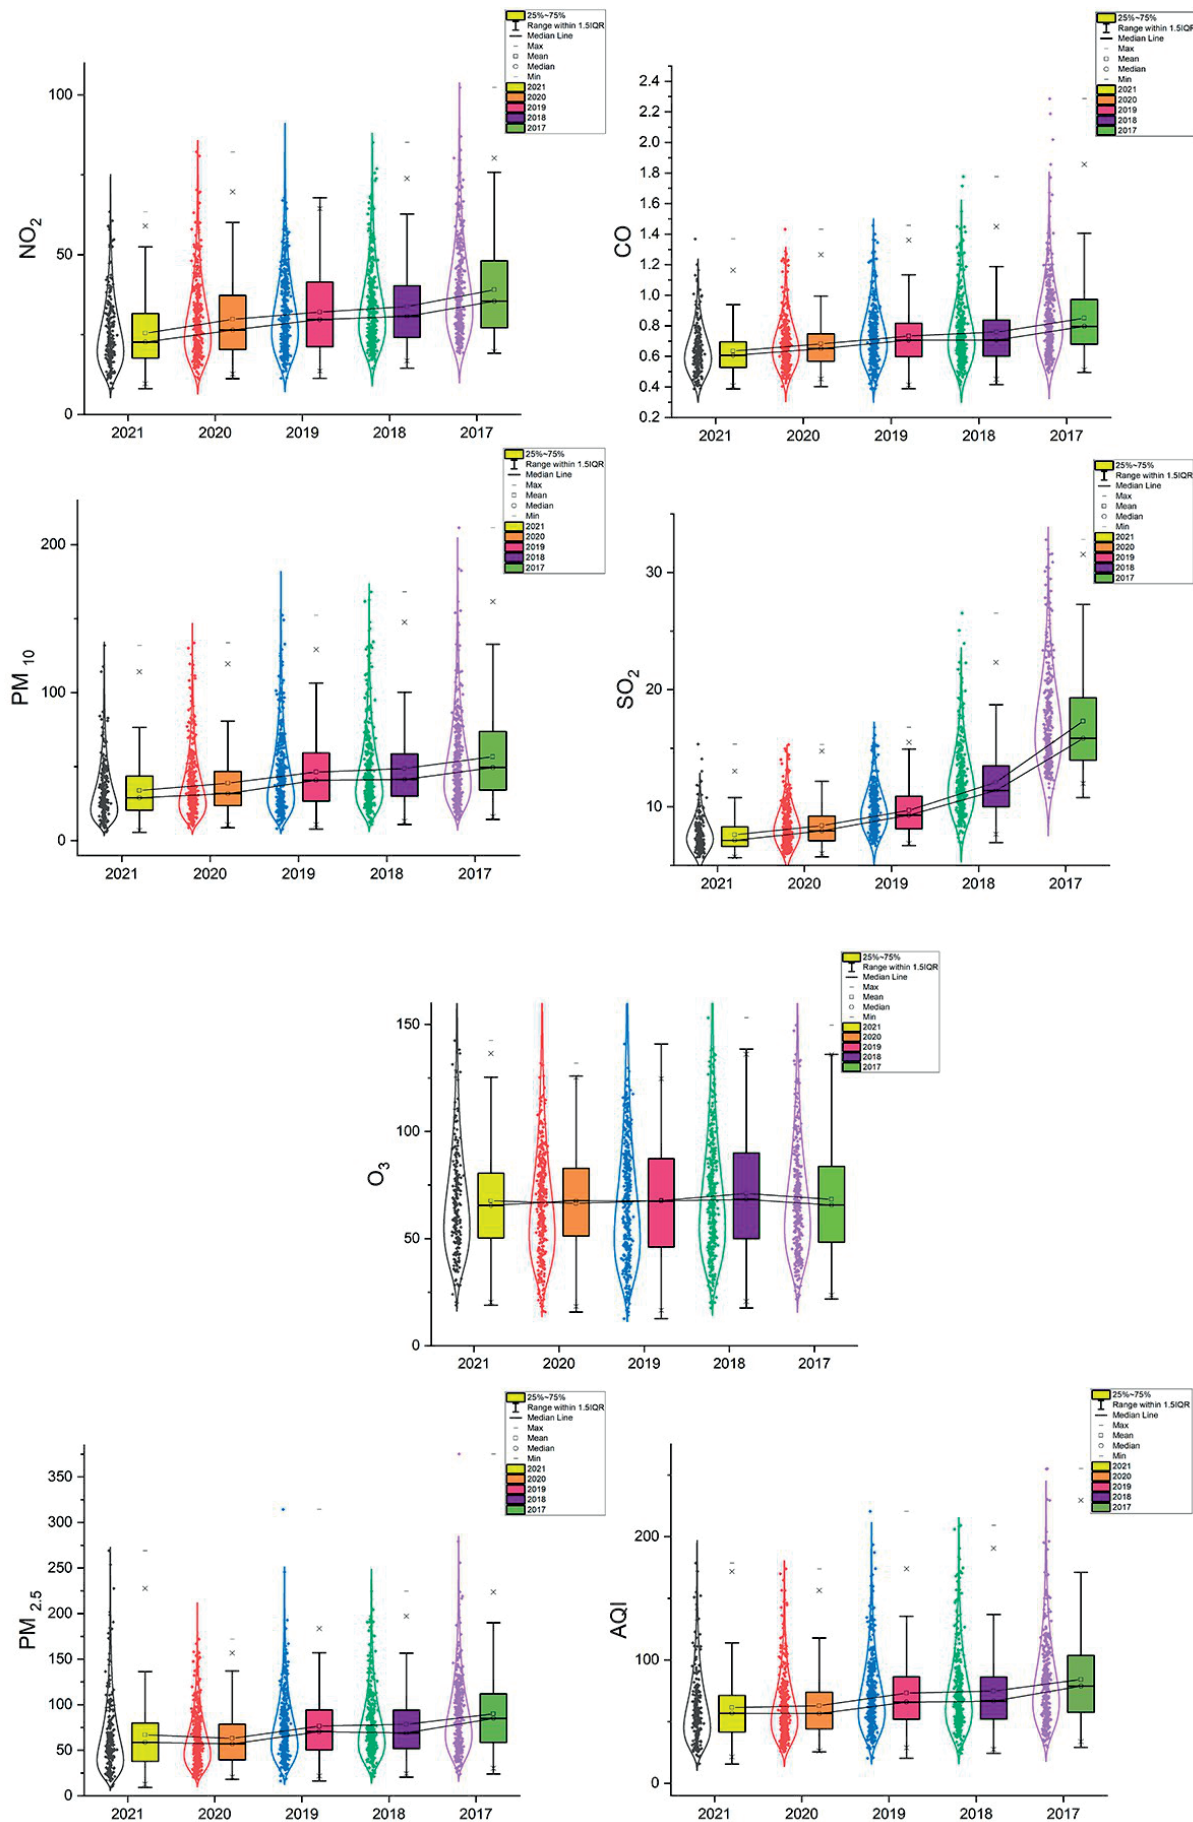 25%~75%
Range within 1.5IQR
Median Line
Max
Mean
Median
Min
2021
2020
2019
2018
2017
NO2
100
50
0
2021 2020 2019 2018 2017
25%~75%
Range within 1.5IQR
Median Line
Max
Mean
Median
Min
2021
2020
2019
2018
2017
CO
2.4
2.2
2.0
1.8
1.6
1.4
1.2
1.0
0.8
0.6
0.4
0.2
2021 2020 2019 2018 2017
25%~75%
Range within 1.5IQR
Median Line
Max
Mean
Median
Min
2021
2020
2019
2018
2017
PM 10
200
100
0
2021 2020 2019 2018 2017
25%~75%
Range within 1.5IQR
Median Line
Max
Mean
Median
Min
2021
2020
2019
2018
2017
SO2
30
20
10
2021 2020 2019 2018 2017
25%~75%
Range within 1.5IQR
Median Line
Max
Mean
Median
Min
2021
2020
2019
2018
2017
O3
150
100
50
0
2021 2020 2019 2018 2017
25%~75%
Range within 1.5IQR
Median Line
Max
Mean
Median
Min
2021
2020
2019
2018
2017
PM 2.5
350
300
250
200
150
100
50
0
2021 2020 2019 2018 2017
25%~75%
Range within 1.5IQR
Median Line
Max
Mean
Median
Min
2021
2020
2019
2018
2017
AQI
200
100
0
2021 2020 2019 2018 2017